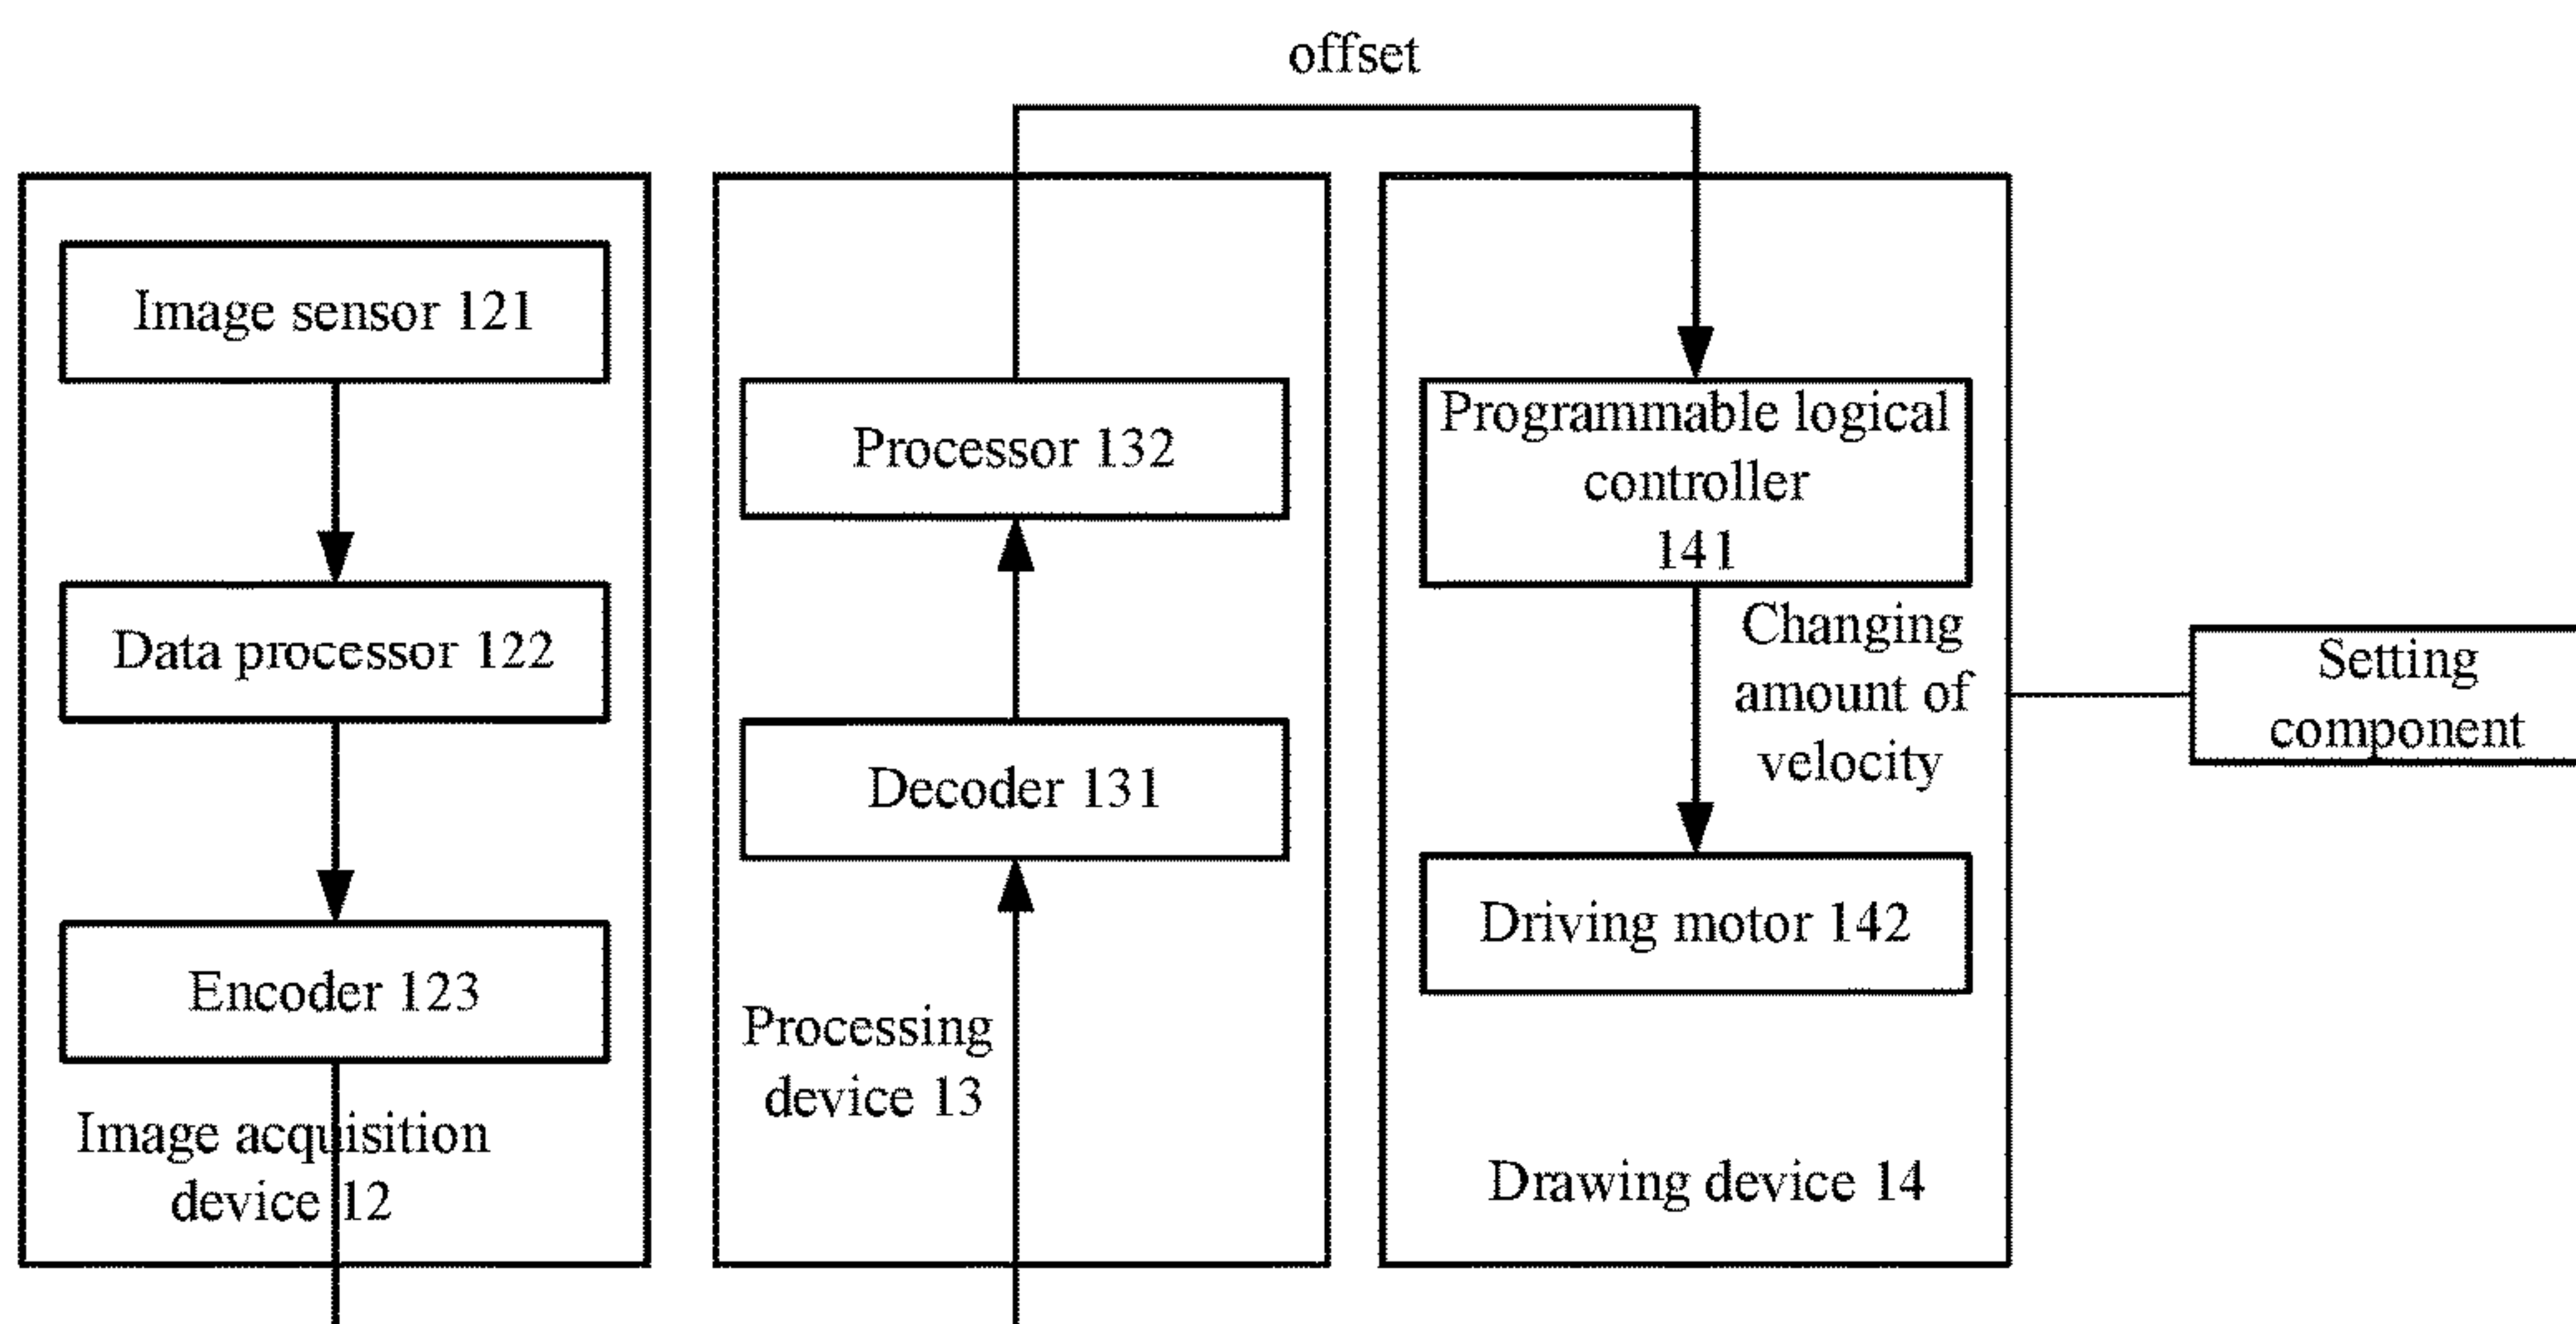 offset
Image sensor 121
Data processor 122
Encoder 123
Image acquisition
device 12
Processor 132
Decoder 131
Processing
device 13
Programmable logical
controller
141
Changing
amount of
velocity
Driving motor 142
Drawing device 14
Setting
component